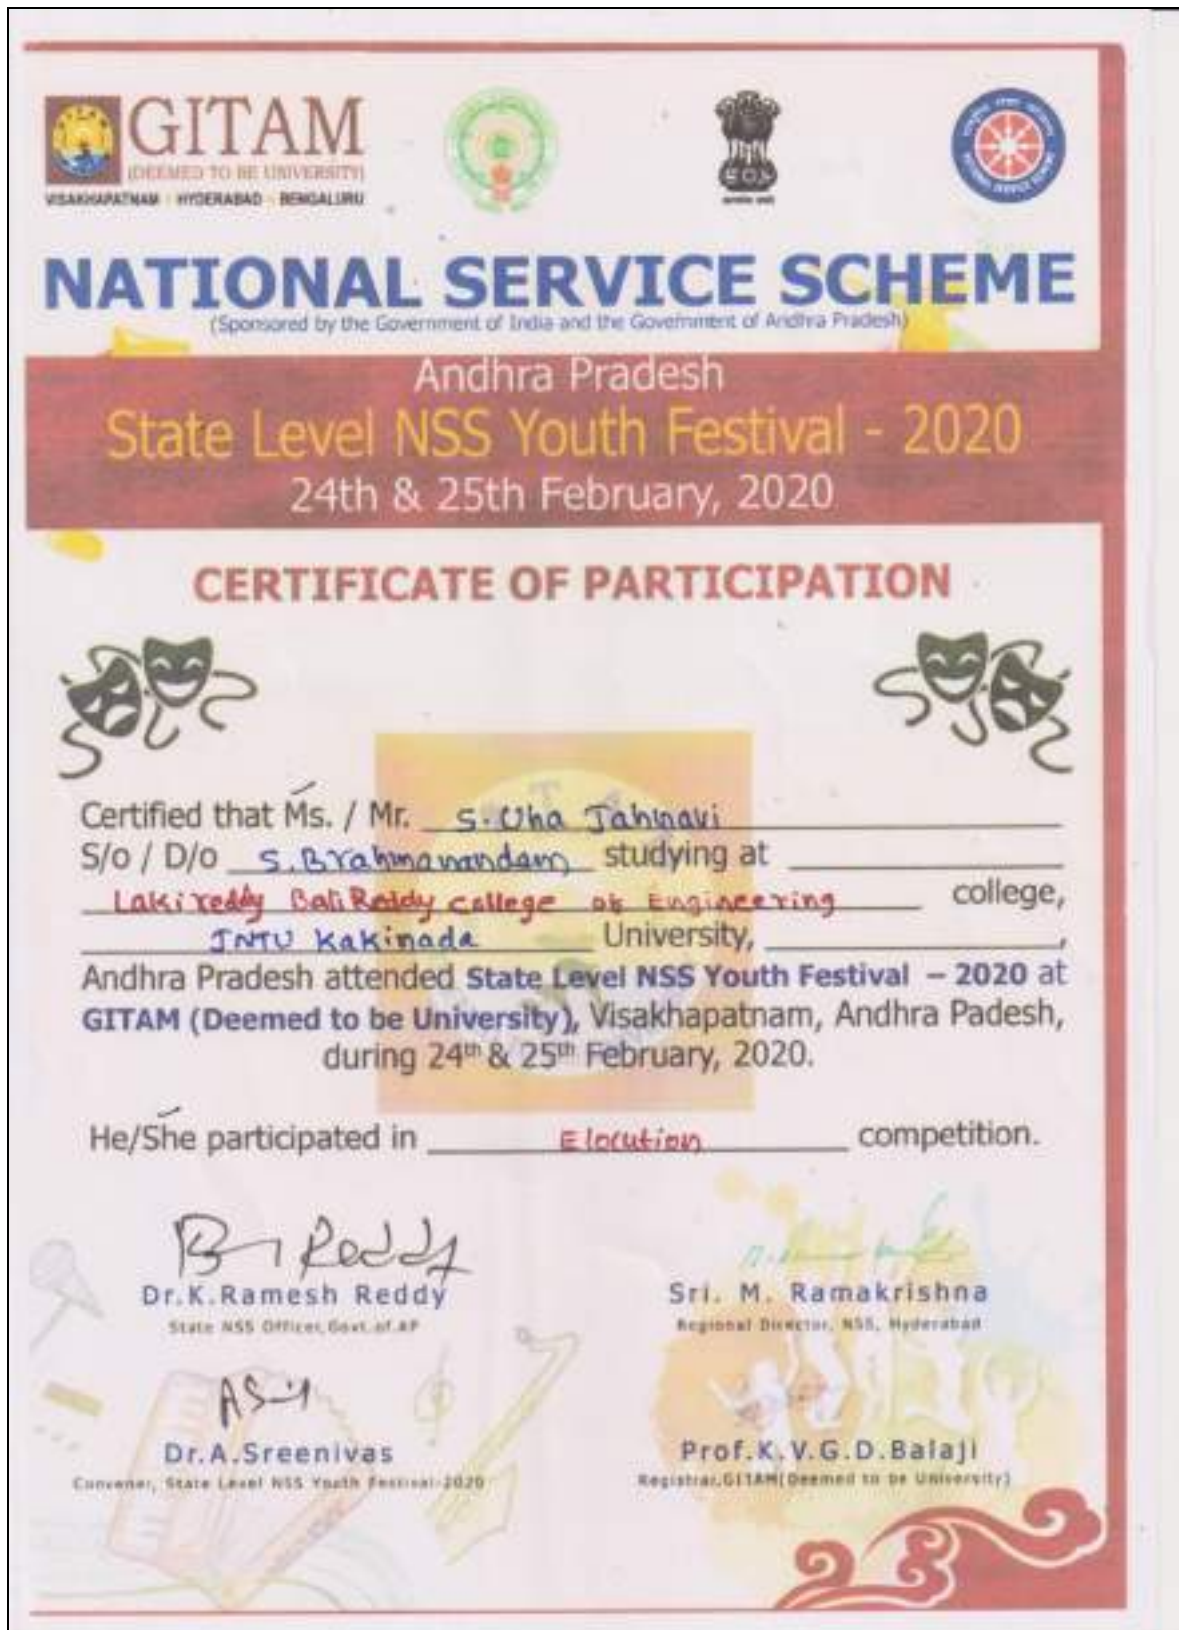 GITAM
(DEEMED TO BE UNIVERSITY)
VISAKHAPATNAM HYDERABAD BENGALURU
NATIONAL SERVICE SCHEME
(Sponsored by the Government of India and the Government of Andhra Pradesh)
Andhra Pradesh
State Level NSS Youth Festival - 2020
24th & 25th February, 2020
CERTIFICATE OF PARTICIPATION
Certified that Ms. / Mr. S. Uha Jahnavi
S/o / D/o S. Brahmanandam studying at
Lakireddy Bali Reddy college of Engineering college,
JNTU Kakinada University, ,
Andhra Pradesh attended State Level NSS Youth Festival – 2020 at
GITAM (Deemed to be University), Visakhapatnam, Andhra Padesh,
during 24th & 25th February, 2020.
He/She participated in Elocution competition.
Reddy
Dr.K.Ramesh Reddy
State NSS Officer, Govt. of AP
Sri. M. Ramakrishna
Regional Director, NSS, Hyderabad
Dr.A.Sreenivas
Convener, State Level NSS Youth Festival-2020
Prof.K.V.G.D.Balaji
Registrar,GITAM(Deemed to be University)